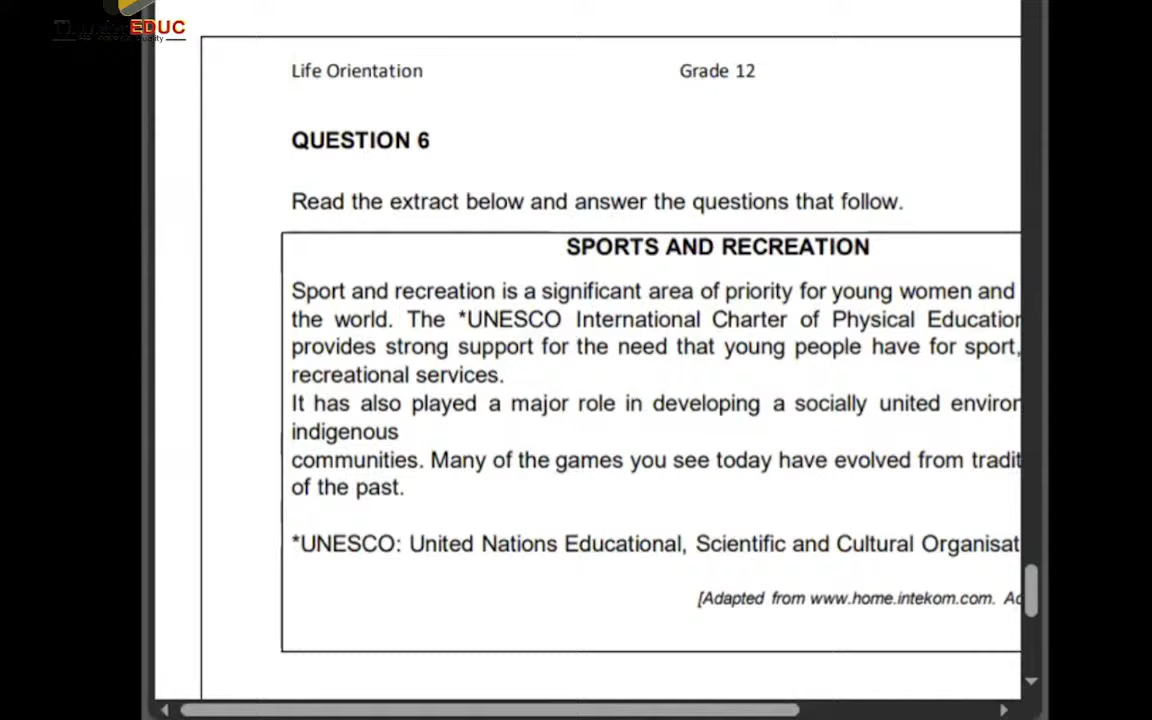 EDUC
Life Orientation Grade 12
QUESTION 6
Read the extract below and answer the questions that follow.
SPORTS AND RECREATION
Sport and recreation is a significant area of priority for young women and
the world. The *UNESCO International Charter of Physical Education
provides strong support for the need that young people have for sport,
recreational services.
It has also played a major role in developing a socially united environ
indigenous
communities. Many of the games you see today have evolved from tradit
of the past.
*UNESCO: United Nations Educational, Scientific and Cultural Organisat
[Adapted from www.home.intekom.com. Ac